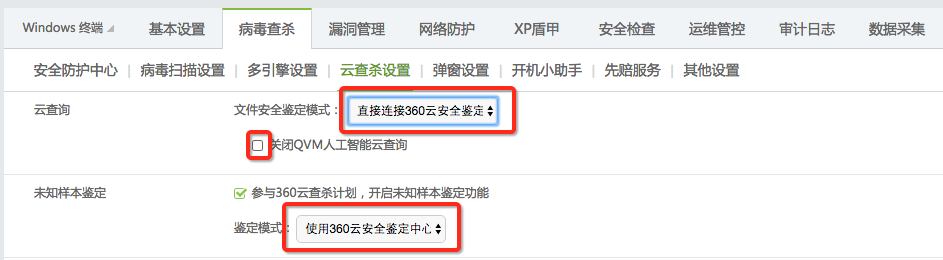 Windows 终端 基本设置 病毒查杀 漏洞管理 网络防护 XP盾甲 安全检查 运维管控 审计日志 数据采集
安全防护中心 | 病毒扫描设置 | 多引擎设置 | 云查杀设置 | 弹窗设置 | 开机小助手 | 先赔服务 | 其他设置
云查询 文件安全鉴定模式： 直接连接360云安全鉴定
关闭QVM人工智能云查询
未知样本鉴定 参与360云查杀计划，开启未知样本鉴定功能
鉴定模式： 使用360云安全鉴定中心